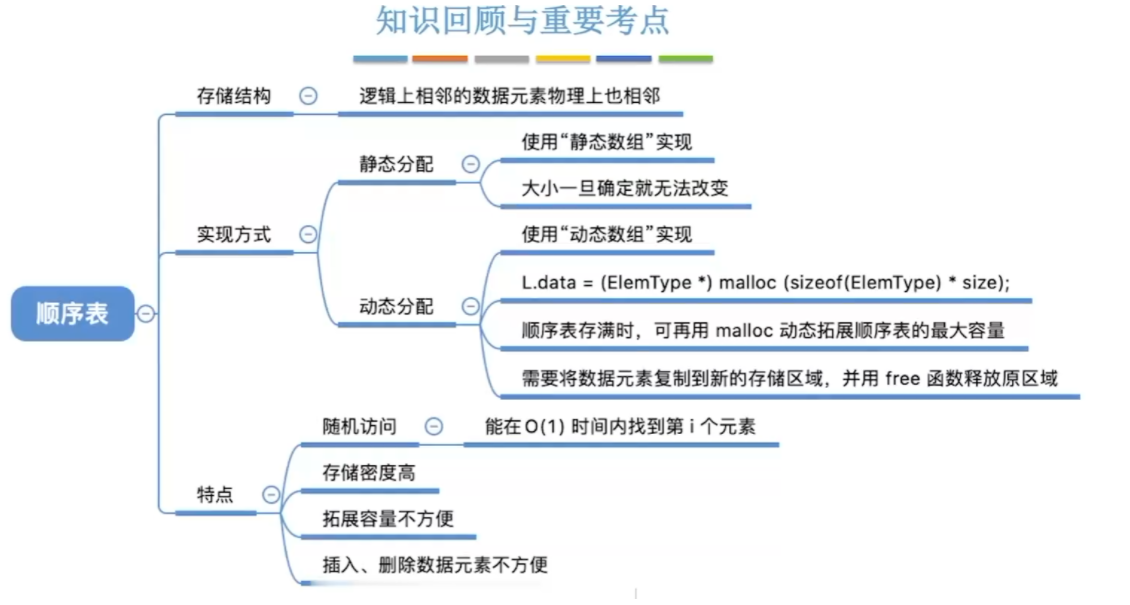 知识回顾与重要考点
存储结构
逻辑上相邻的数据元素物理上也相邻
使用“静态数组”实现
静态分配
大小一旦确定就无法改变
实现方式
使用“动态数组”实现
L.data = (ElemType *) malloc (sizeof(ElemType) * size);
动态分配
顺序表
顺序表存满时，可再用 malloc 动态拓展顺序表的最大容量
需要将数据元素复制到新的存储区域，并用 free 函数释放原区域
随机访问
能在O(1) 时间内找到第 i 个元素
存储密度高
特点
拓展容量不方便
插入、删除数据元素不方便